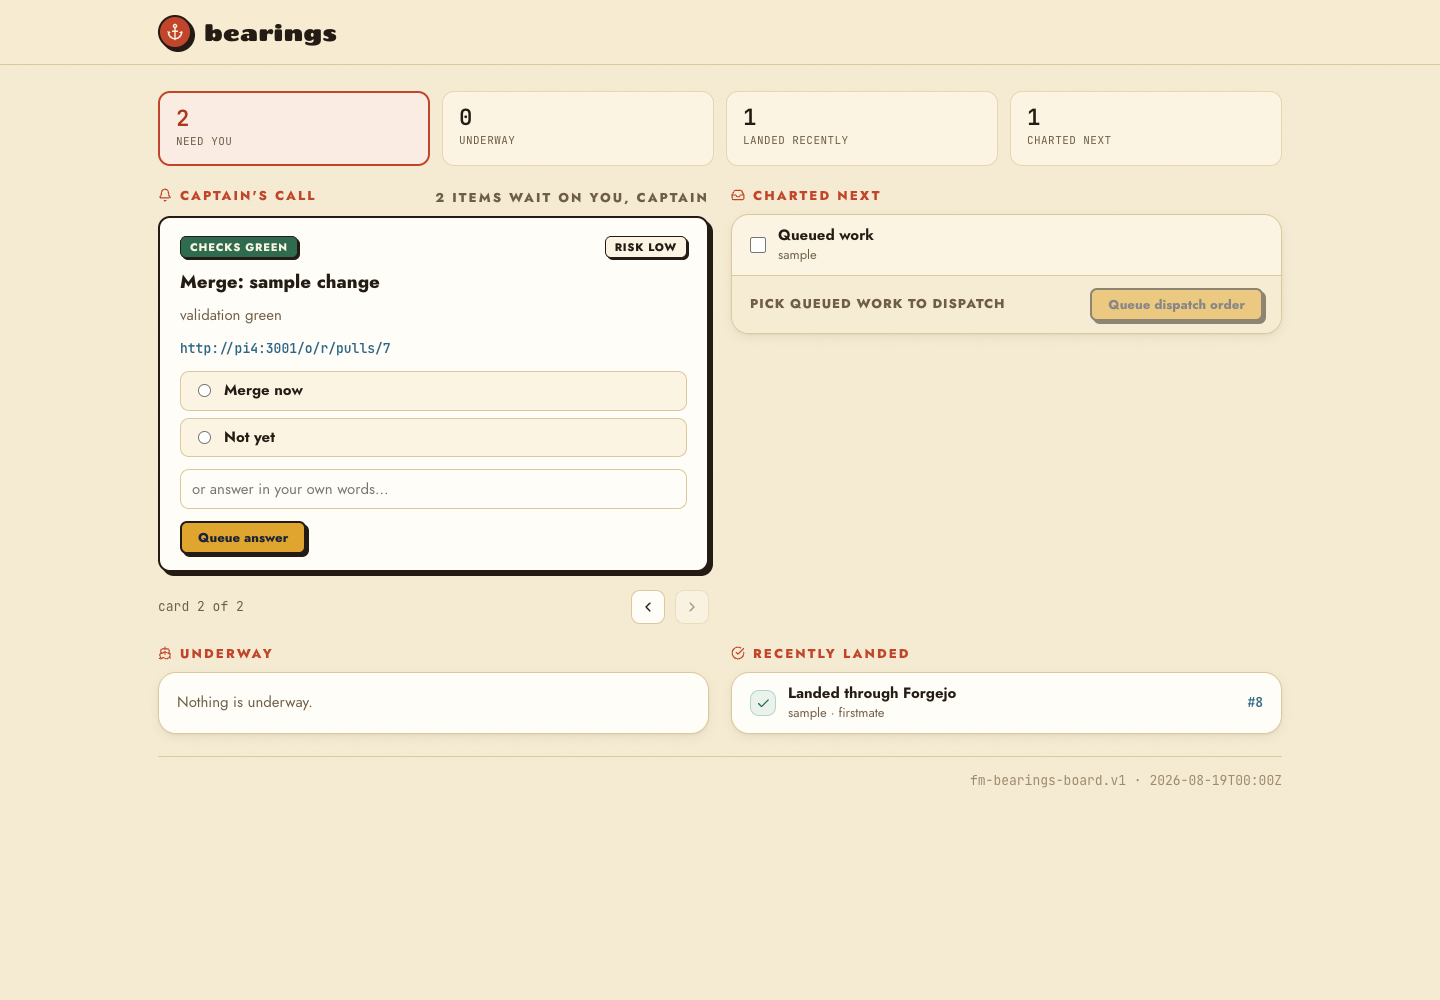 bearings
2
NEED YOU
0
UNDERWAY
1
LANDED RECENTLY
1
CHARTED NEXT
CAPTAIN'S CALL
2 ITEMS WAIT ON YOU, CAPTAIN
CHECKS GREEN
RISK LOW
Merge: sample change
validation green
http://pi4:3001/o/r/pulls/7
Merge now
Not yet
or answer in your own words...
Queue answer
card 2 of 2
CHARTED NEXT
Queued work
sample
PICK QUEUED WORK TO DISPATCH
Queue dispatch order
UNDERWAY
Nothing is underway.
RECENTLY LANDED
Landed through Forgejo
#8
sample · firstmate
fm-bearings-board.v1 · 2026-08-19T00:00Z